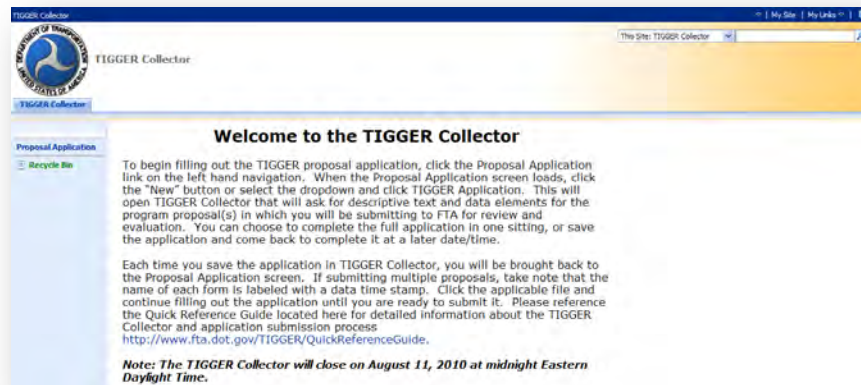 TIGGER Collector
My Site | My Links
DEPARTMENT OF TRANSPORTATION
UNITED STATES OF AMERICA
TIGGER Collector
This Site: TIGGER Collector
TIGGER Collector
Proposal Application
Recycle Bin
Welcome to the TIGGER Collector
To begin filling out the TIGGER proposal application, click the Proposal Application
link on the left hand navigation. When the Proposal Application screen loads, click
the "New" button or select the dropdown and click TIGGER Application. This will
open TIGGER Collector that will ask for descriptive text and data elements for the
program proposal(s) in which you will be submitting to FTA for review and
evaluation. You can choose to complete the full application in one sitting, or save
the application and come back to complete it at a later date/time.
Each time you save the application in TIGGER Collector, you will be brought back to
the Proposal Application screen. If submitting multiple proposals, take note that the
name of each form is labeled with a data time stamp. Click the applicable file and
continue filling out the application until you are ready to submit it. Please reference
the Quick Reference Guide located here for detailed information about the TIGGER
Collector and application submission process
http://www.fta.dot.gov/TIGGER/QuickReferenceGuide.
Note: The TIGGER Collector will close on August 11, 2010 at midnight Eastern
Daylight Time.